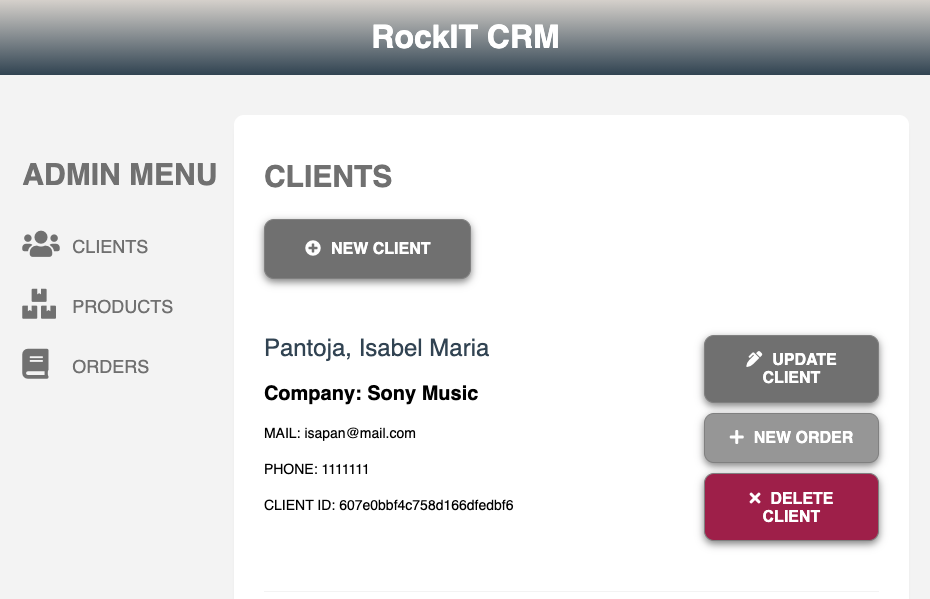 RockIT CRM
ADMIN MENU
CLIENTS
PRODUCTS
ORDERS
CLIENTS
NEW CLIENT
Pantoja, Isabel Maria
Company: Sony Music
MAIL: isapan@mail.com
PHONE: 1111111
CLIENT ID: 607e0bbf4c758d166dfedbf6
UPDATE
CLIENT
NEW ORDER
DELETE
CLIENT